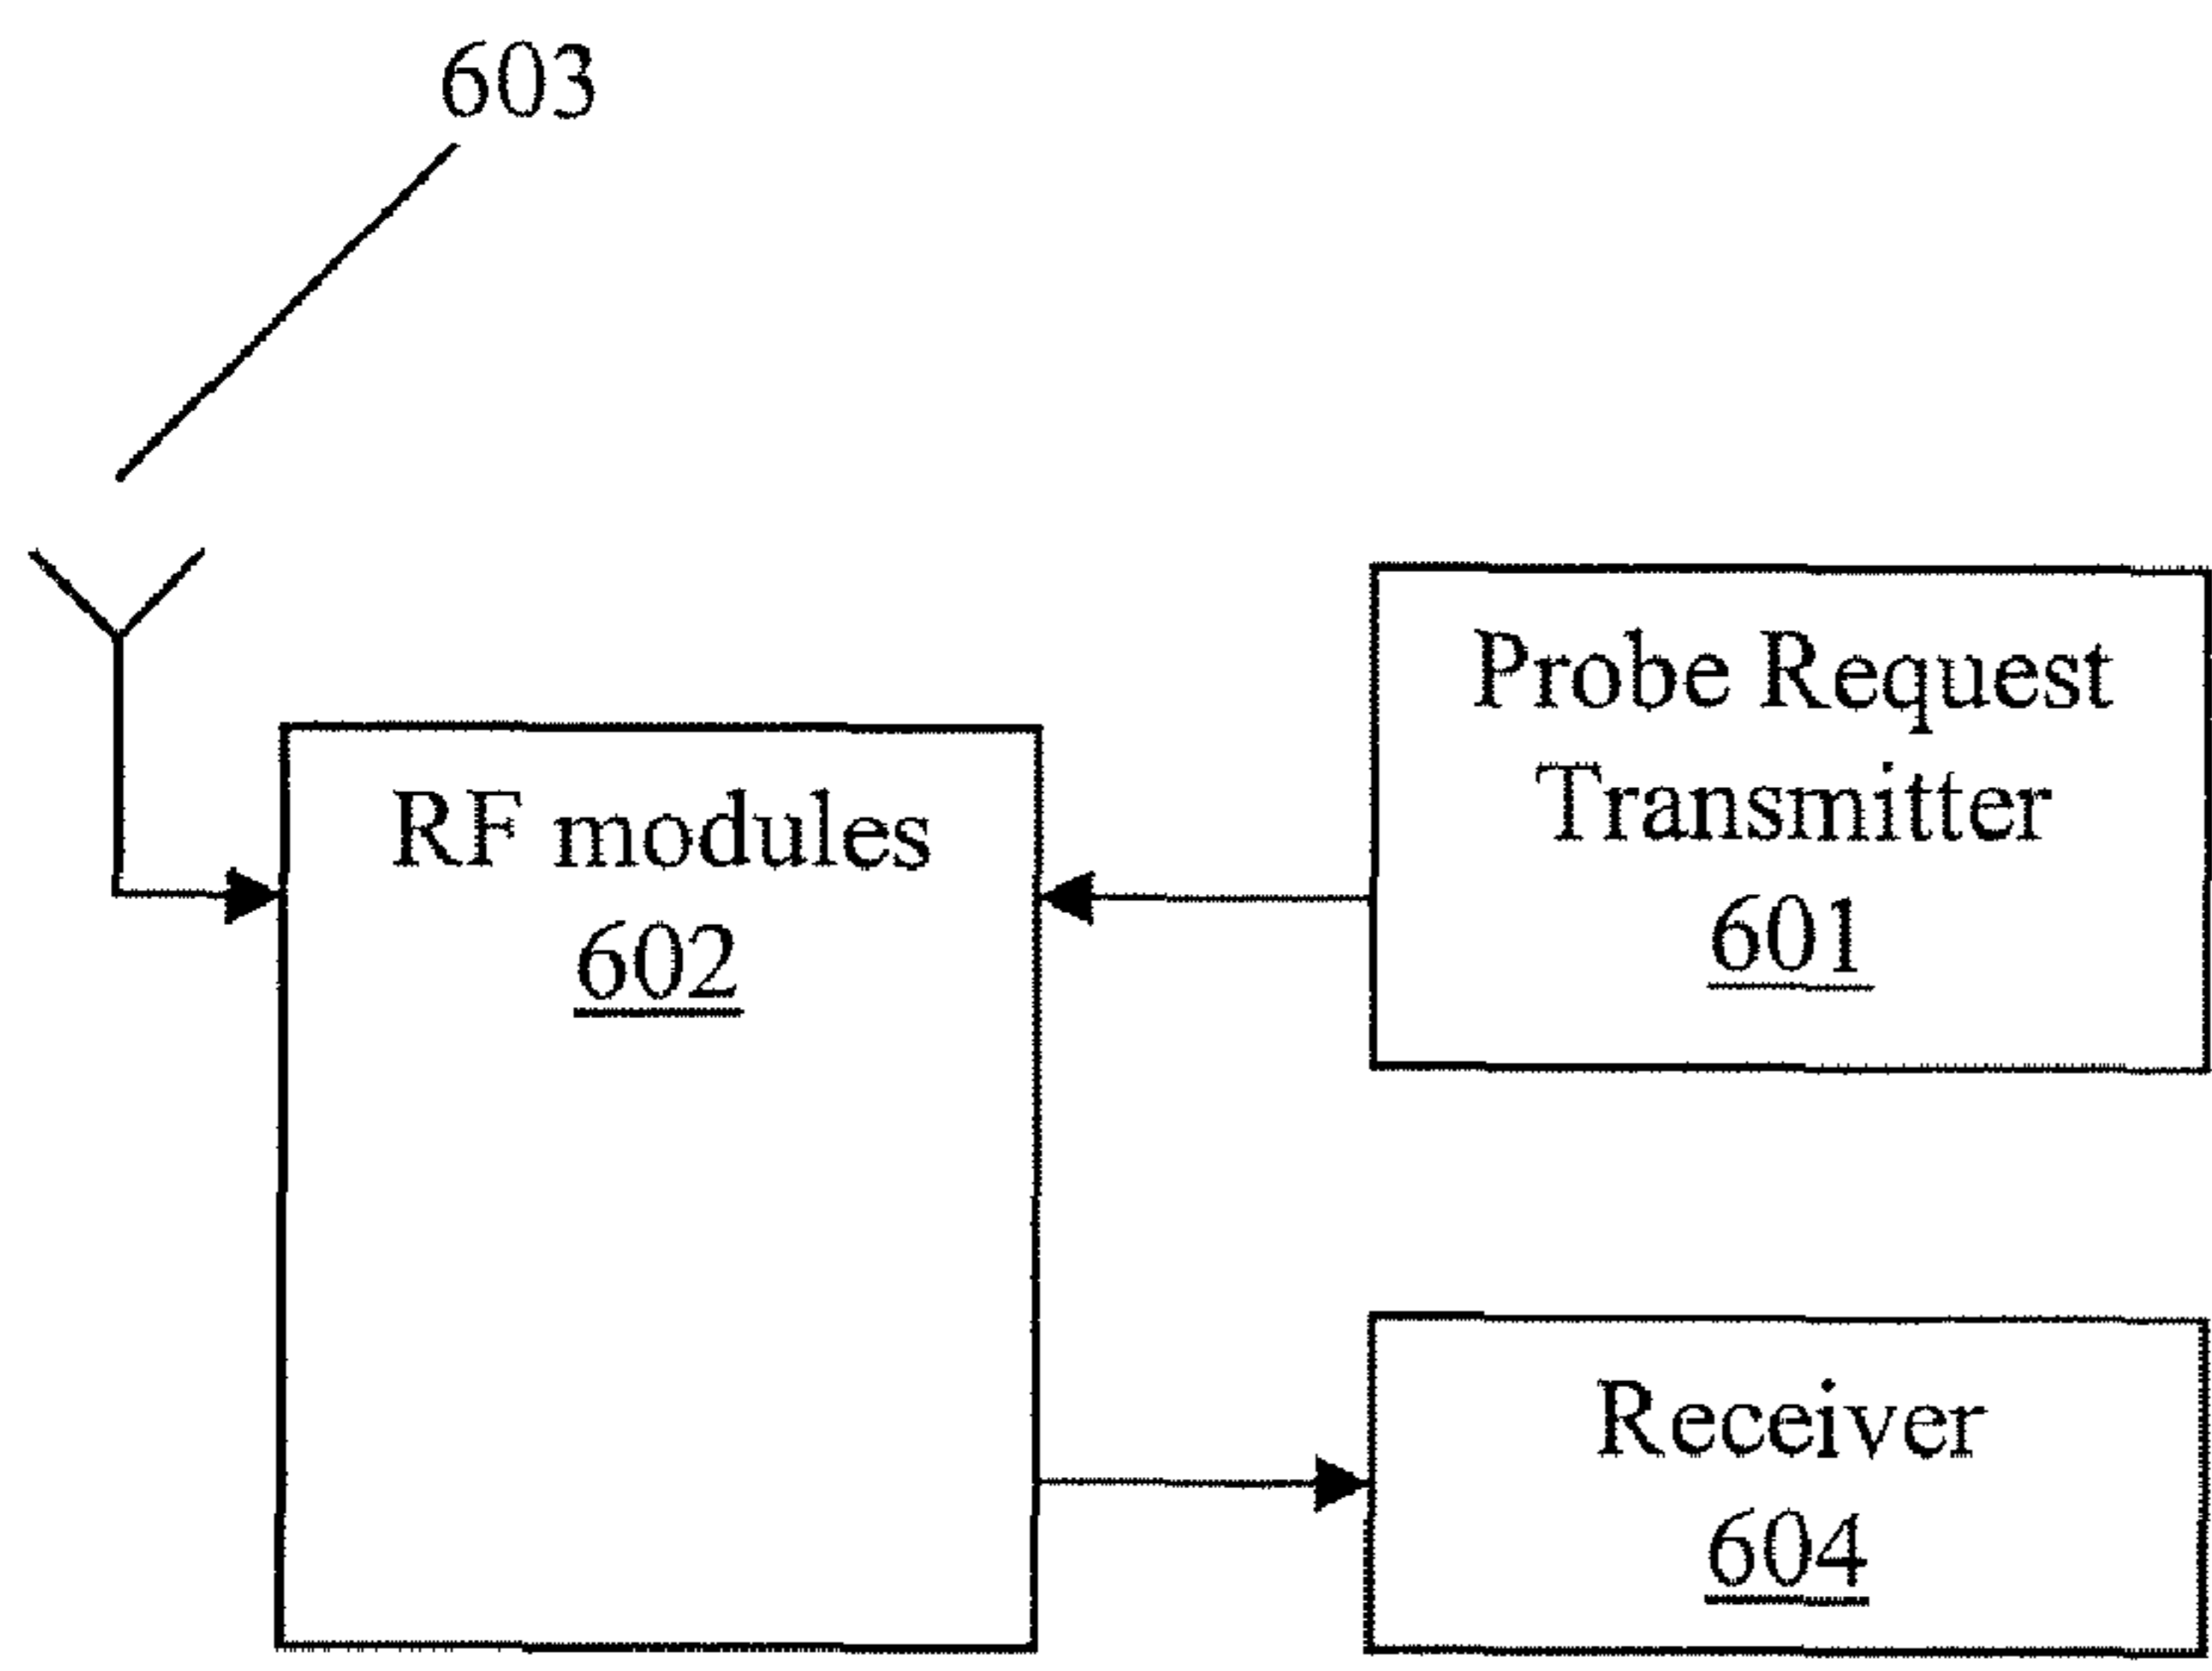 603
RF modules
602
Probe Request
Transmitter
601
Receiver
604